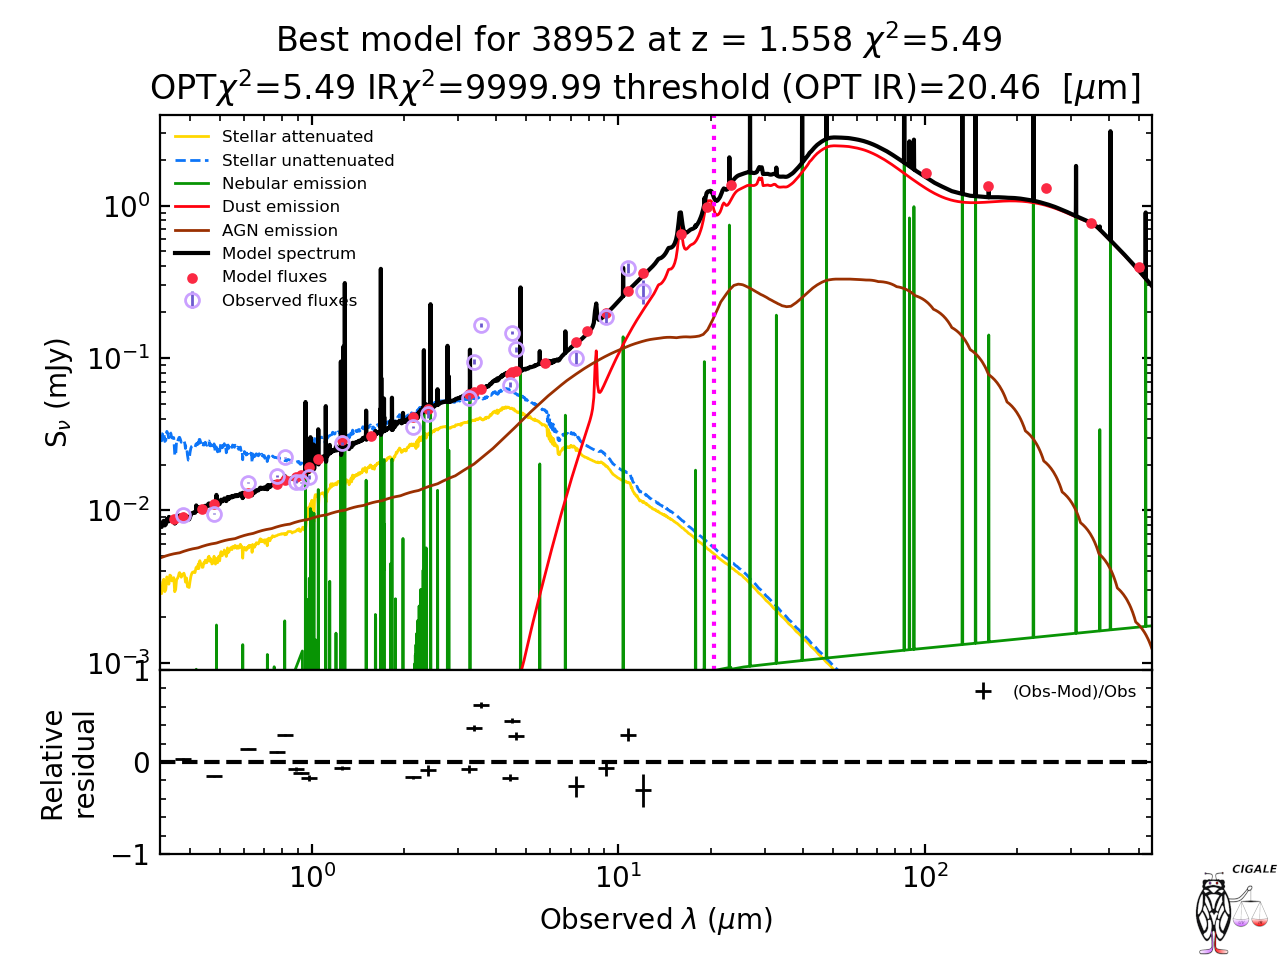 Best model for 38952 at z = 1.558 χ²=5.49
OPTχ²=5.49 IRχ²=9999.99 threshold (OPT IR)=20.46 [μm]
Stellar attenuated
Stellar unattenuated
Nebular emission
Dust emission
AGN emission
Model spectrum
Model fluxes
Observed fluxes
S_ν (mJy)
10⁰
10⁻¹
10⁻²
10⁻³
(Obs-Mod)/Obs
Relative
residual
1
0
−1
10⁰ 10¹ 10²
Observed λ (μm)
CIGALE